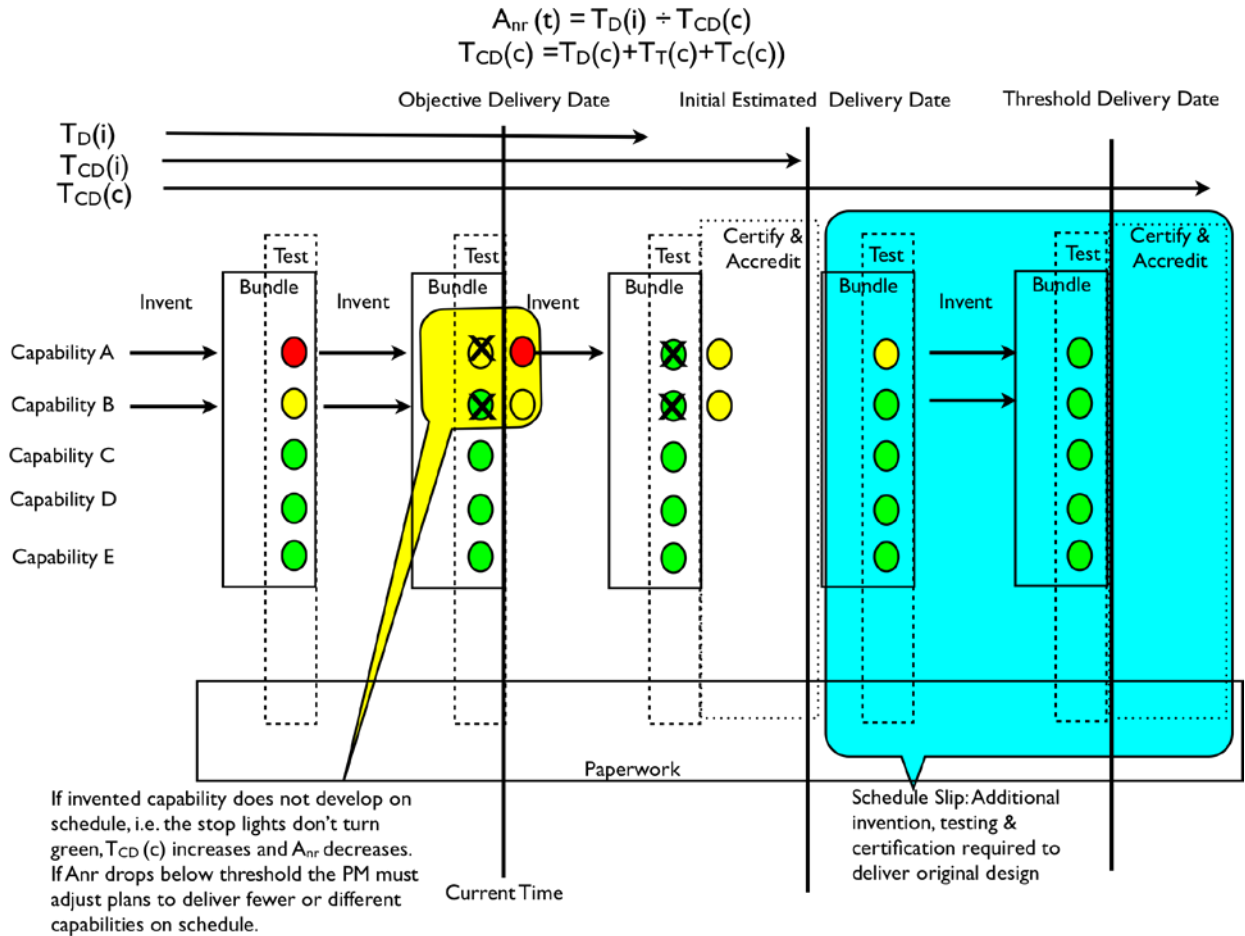 Anr (t) = TD(i) ÷ TCD(c)
TCD(c) =TD(c)+TT(c)+TC(c))
Objective Delivery Date
Initial Estimated Delivery Date
Threshold Delivery Date
TD(i)
TCD(i)
TCD(c)
Test
Test
Test
Certify &
Accredit
Test
Test
Certify &
Accredit
Bundle
Bundle
Bundle
Bundle
Bundle
Invent
Invent
Invent
Invent
Capability A
Capability B
Capability C
Capability D
Capability E
Paperwork
If invented capability does not develop on
schedule, i.e. the stop lights don't turn
green, TCD (c) increases and Anr decreases.
If Anr drops below threshold the PM must
adjust plans to deliver fewer or different
capabilities on schedule.
Current Time
Schedule Slip: Additional
invention, testing &
certification required to
deliver original design